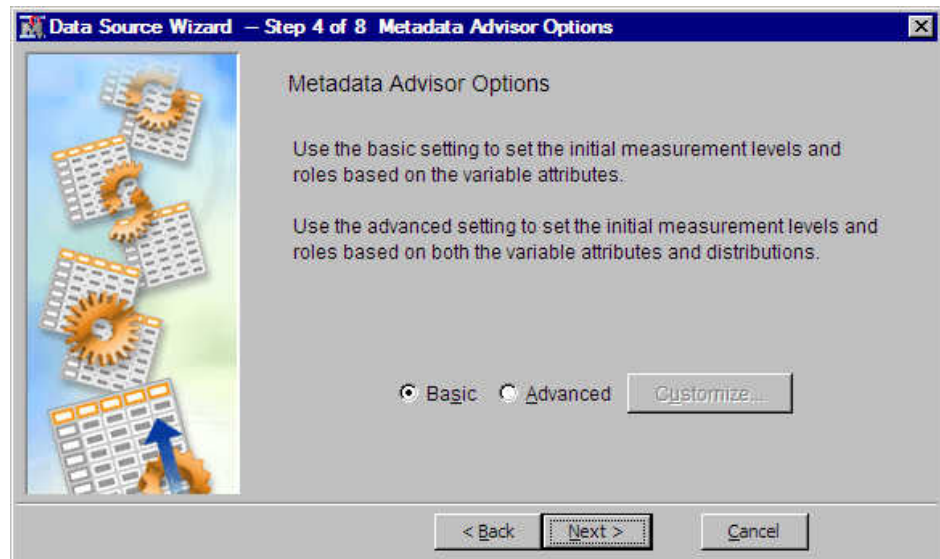 Data Source Wizard – Step 4 of 8 Metadata Advisor Options
Metadata Advisor Options
Use the basic setting to set the initial measurement levels and
roles based on the variable attributes.
Use the advanced setting to set the initial measurement levels and
roles based on both the variable attributes and distributions.
Basic Advanced Customize...
< Back Next > Cancel